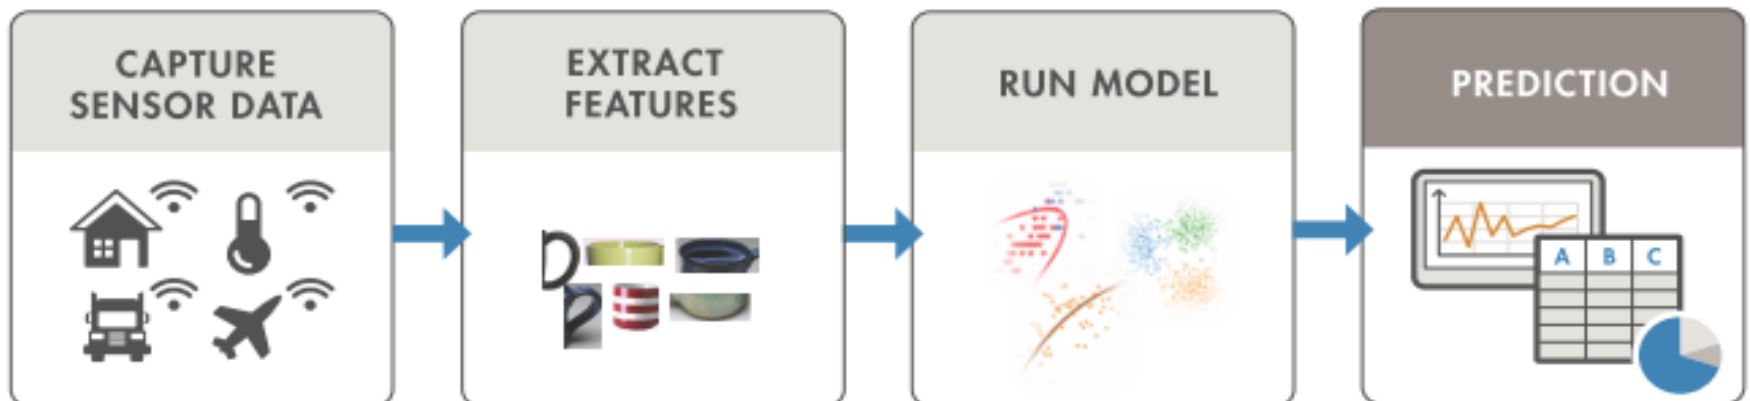 CAPTURE
SENSOR DATA
EXTRACT
FEATURES
RUN MODEL
PREDICTION
A B C